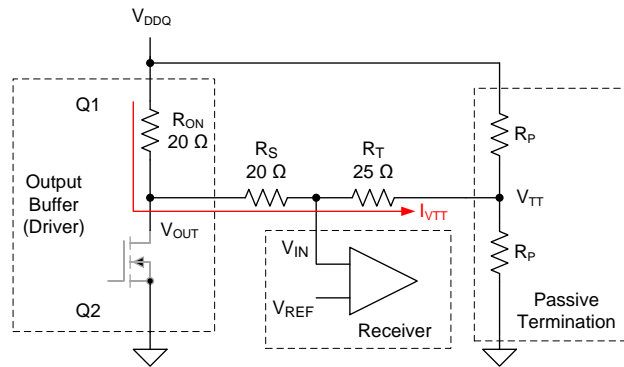 VDDQ
Q1
RON
20 Ω
RS
20 Ω
RT
25 Ω
RP
Output
Buffer
(Driver)
VOUT
IVTT
VTT
VIN
RP
Q2
VREF
Receiver
Passive
Termination